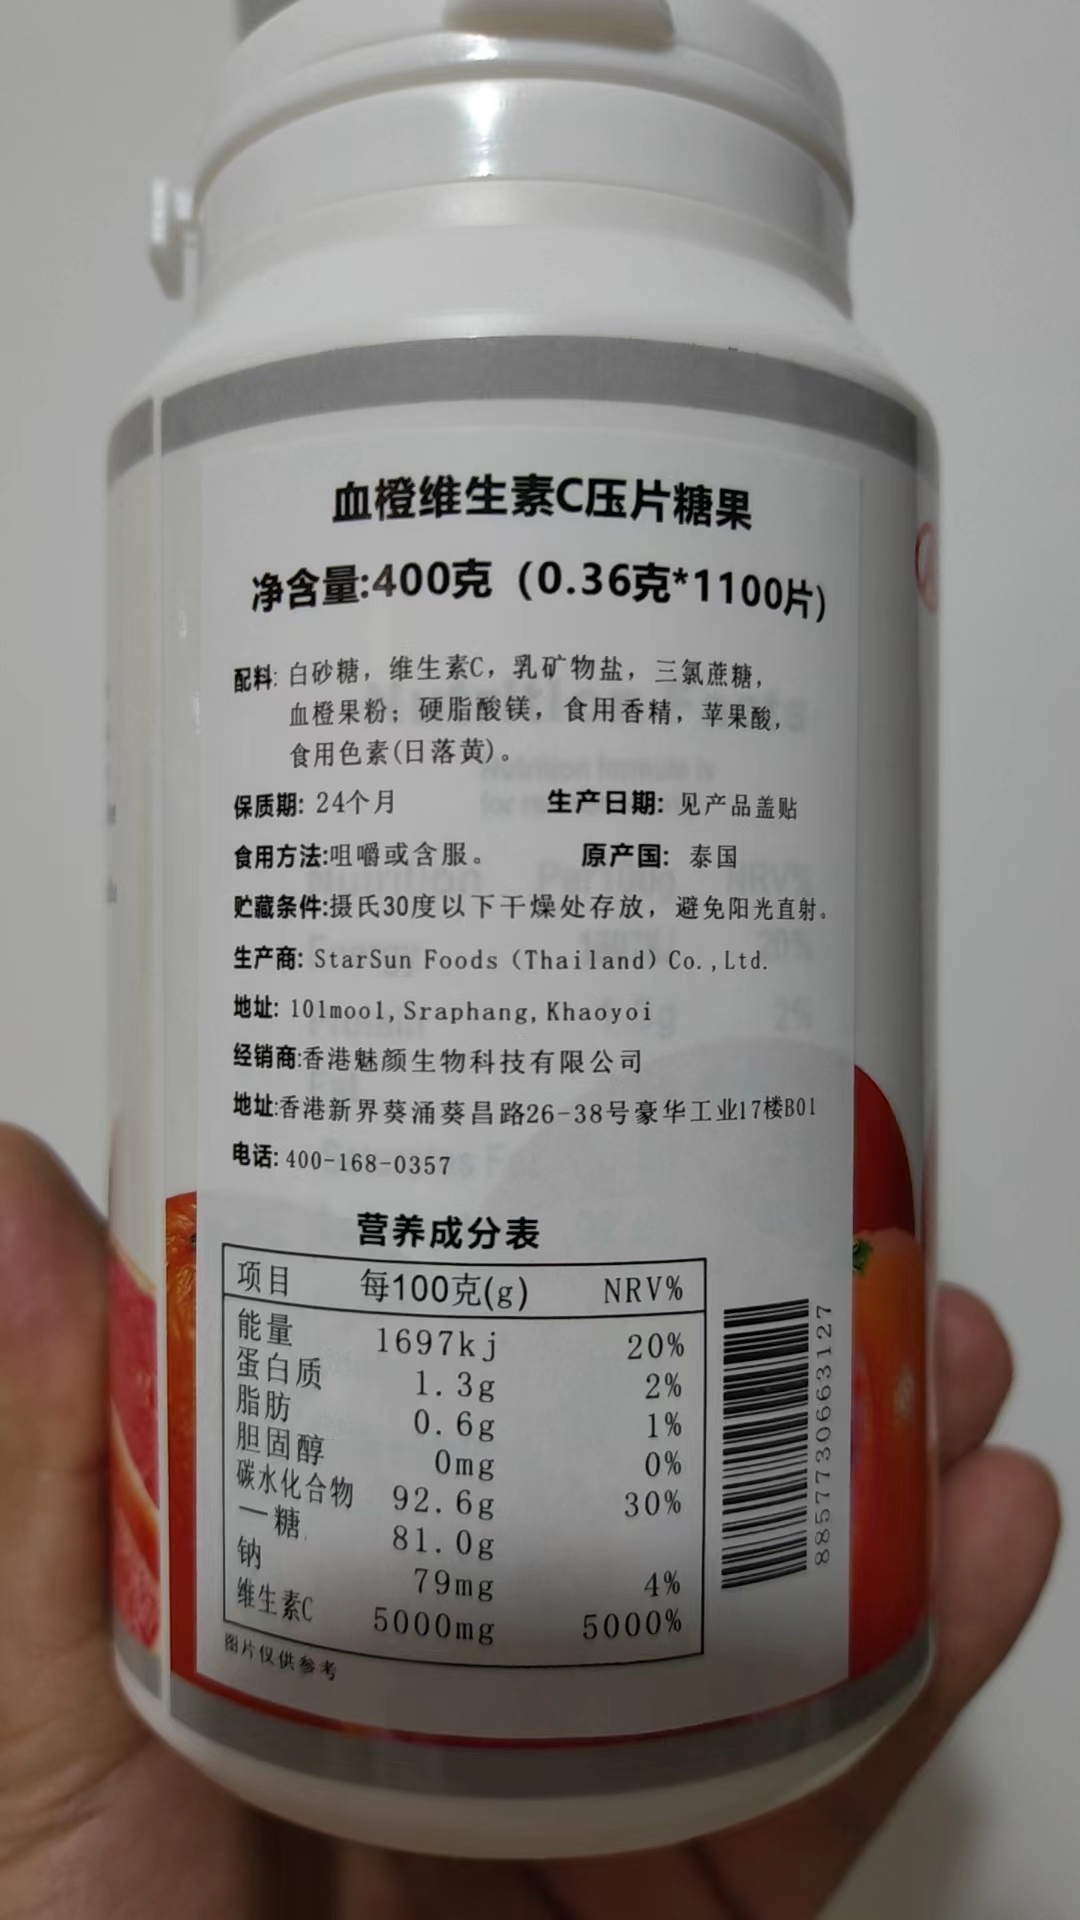 血橙维生素C压片糖果
净含量:400克（0.36克*1100片）
配料: 白砂糖，维生素C，乳矿物盐，三氯蔗糖，
血橙果粉；硬脂酸镁，食用香精，苹果酸，
食用色素(日落黄)。
保质期: 24个月 生产日期: 见产品盖贴
食用方法:咀嚼或含服。 原产国: 泰国
贮藏条件:摄氏30度以下干燥处存放，避免阳光直射。
生产商: StarSun Foods (Thailand) Co.,Ltd.
地址: 101moo1,Sraphang,Khaoyoi
经销商:香港魅颜生物科技有限公司
地址:香港新界葵涌葵昌路26-38号豪华工业17楼B01
电话: 400-168-0357
营养成分表
项目 每100克(g) NRV%
能量 1697kj 20%
蛋白质 1.3g 2%
脂肪 0.6g 1%
胆固醇 0mg 0%
碳水化合物 92.6g 30%
一糖 81.0g
钠 79mg 4%
维生素C 5000mg 5000%
图片仅供参考
8857730663127